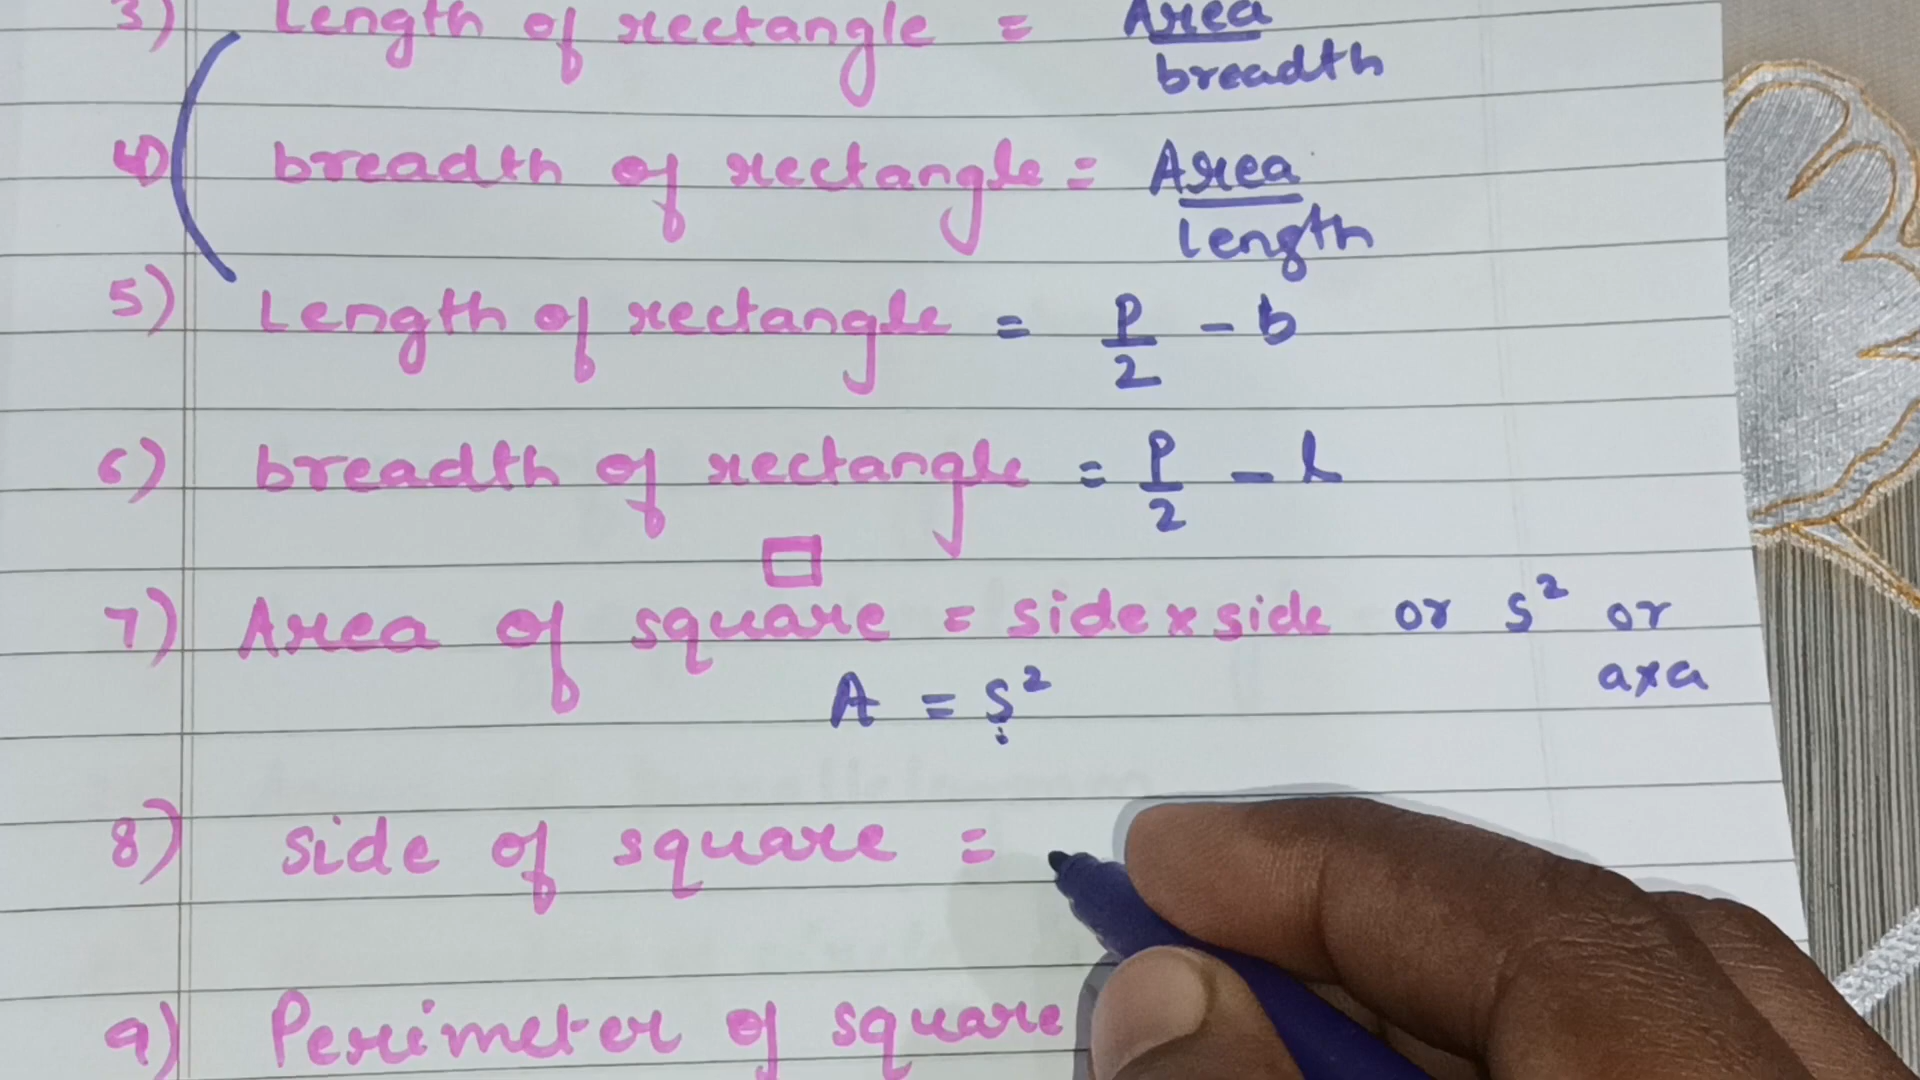 3) Length of rectangle = Area
breadth
4) breadth of rectangle = Area
length
5) Length of rectangle = P/2 - b
6) breadth of rectangle = P/2 - l
7) Area of square = side x side or s² or
a x a
A = s²
8) side of square =
9) Perimeter of square